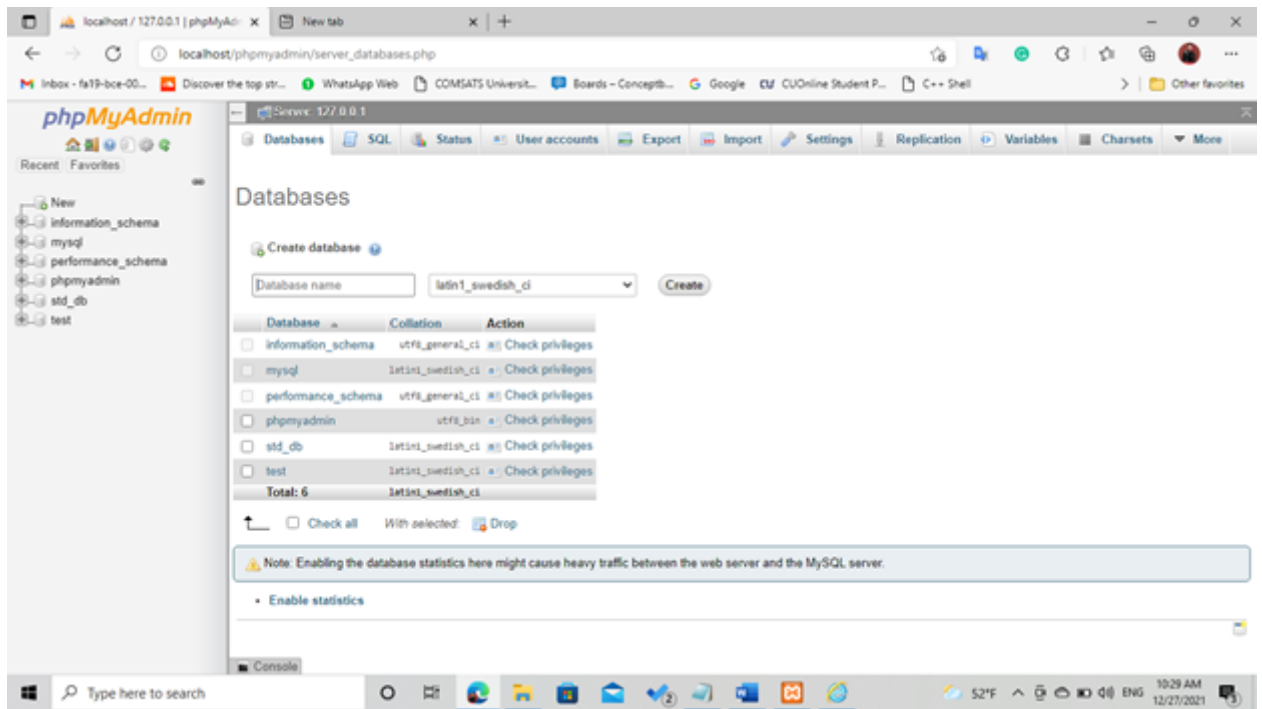 localhost / 127.0.0.1 | phpMyAdr
New tab
localhost/phpmyadmin/server_databases.php
Inbox - fa19-bce-00...
Discover the top str...
WhatsApp Web
COMSATS Universit...
Boards – Conceptb...
Google
CUOnline Student P...
C++ Shell
Other favorites
phpMyAdmin
Recent Favorites
New
information_schema
mysql
performance_schema
phpmyadmin
std_db
test
Server: 127.0.0.1
Databases SQL Status User accounts Export Import Settings Replication Variables Charsets More
Databases
Create database
Database name latin1_swedish_ci Create
Database Collation Action
information_schema utf8_general_ci Check privileges
mysql latin1_swedish_ci Check privileges
performance_schema utf8_general_ci Check privileges
phpmyadmin utf8_bin Check privileges
std_db latin1_swedish_ci Check privileges
test latin1_swedish_ci Check privileges
Total: 6 latin1_swedish_ci
Check all With selected: Drop
Note: Enabling the database statistics here might cause heavy traffic between the web server and the MySQL server.
Enable statistics
Console
Type here to search
52°F
ENG
10:29 AM
12/27/2021